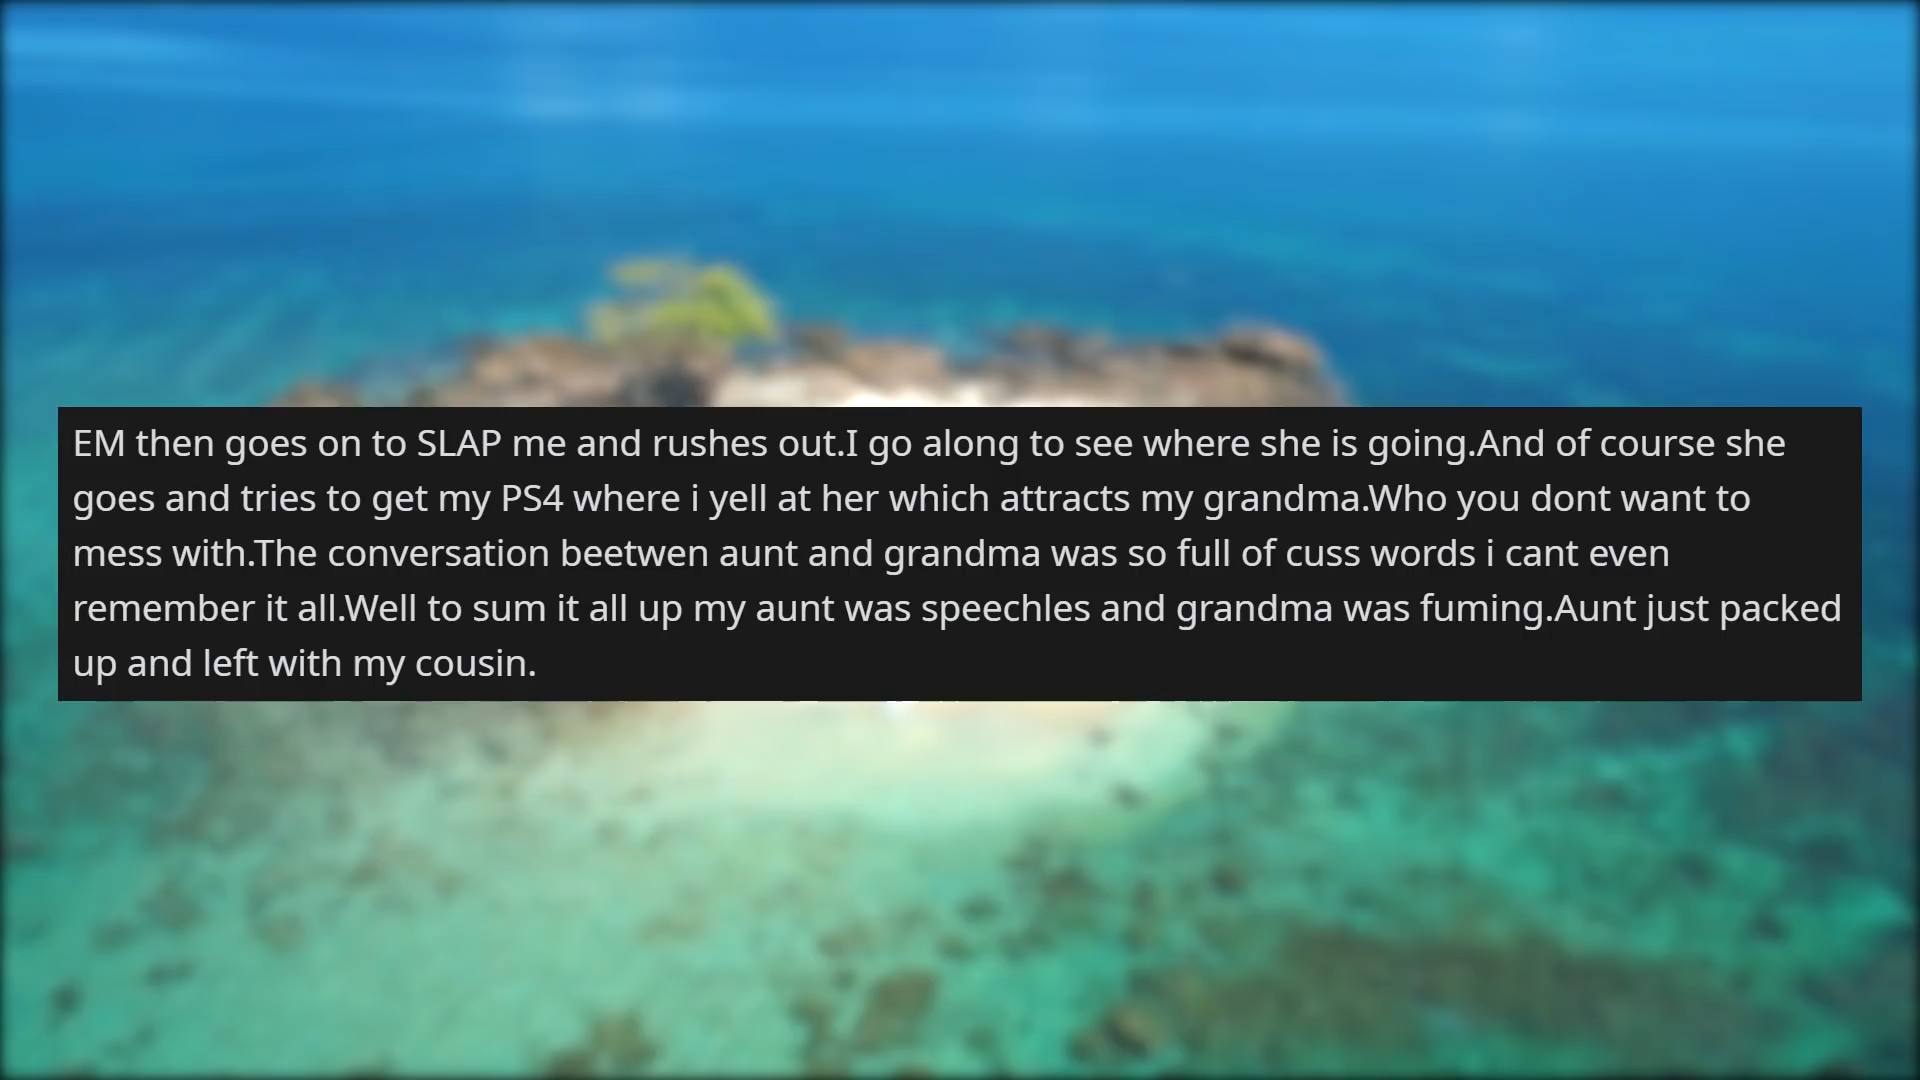 EM then goes on to SLAP me and rushes out.I go along to see where she is going.And of course she
goes and tries to get my PS4 where i yell at her which attracts my grandma.Who you dont want to
mess with.The conversation beetwen aunt and grandma was so full of cuss words i cant even
remember it all.Well to sum it all up my aunt was speechles and grandma was fuming.Aunt just packed
up and left with my cousin.